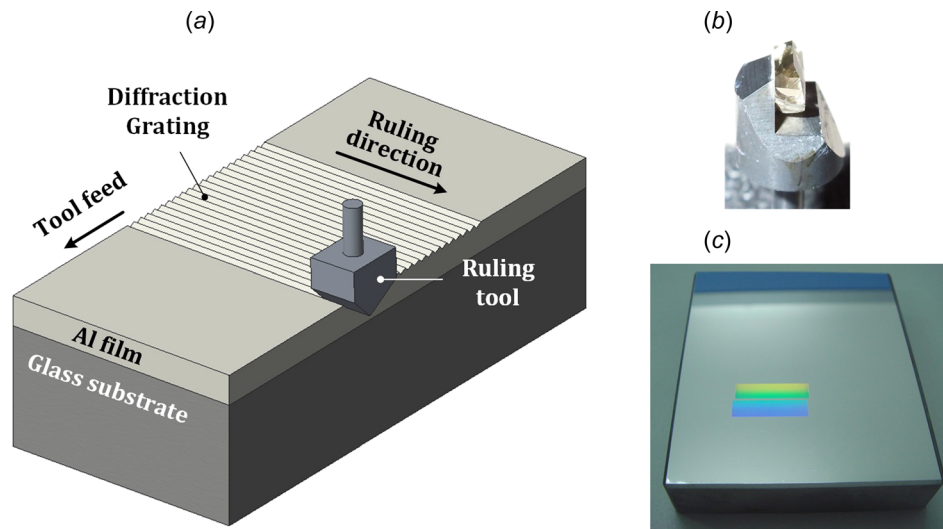 (a)
Diffraction
Grating
Ruling
direction
Tool feed
Ruling
tool
Al film
Glass substrate
(b)
(c)